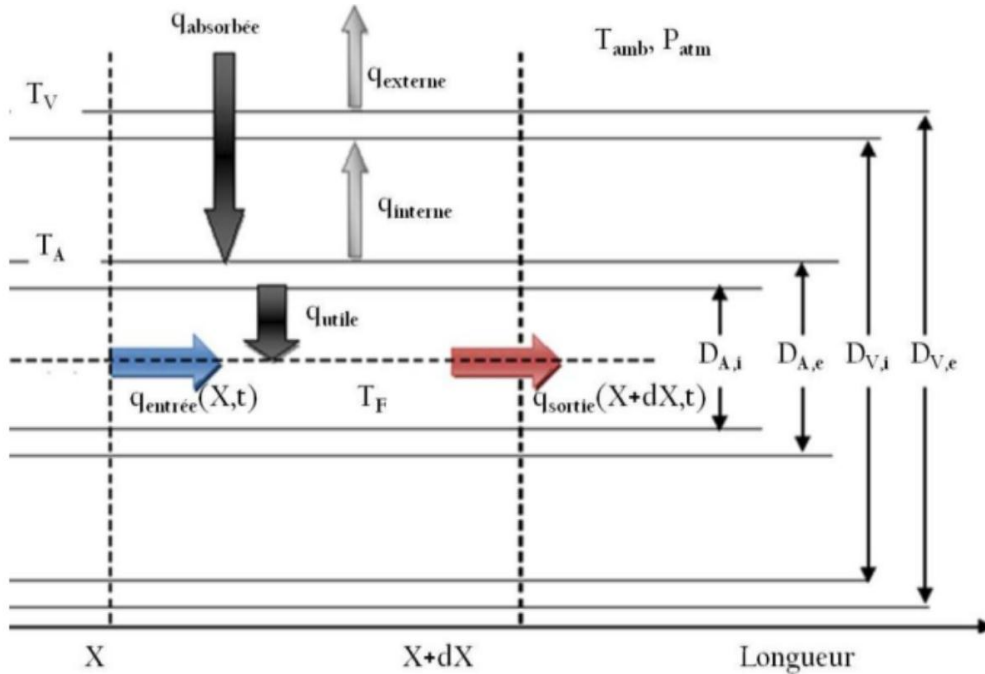 qabsorbée
Tamb, Patm
qexterne
TV
qinterne
TA
qutile
DA,i
DA,e
DV,i
DV,e
qentrée(X,t)
TF
qsortie(X+dX,t)
X
X+dX
Longueur